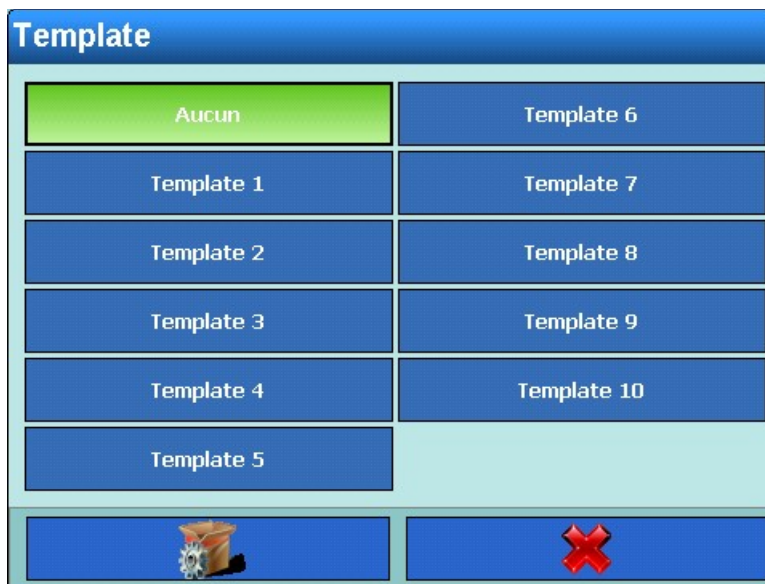 Template
Aucun
Template 1
Template 2
Template 3
Template 4
Template 5
Template 6
Template 7
Template 8
Template 9
Template 10